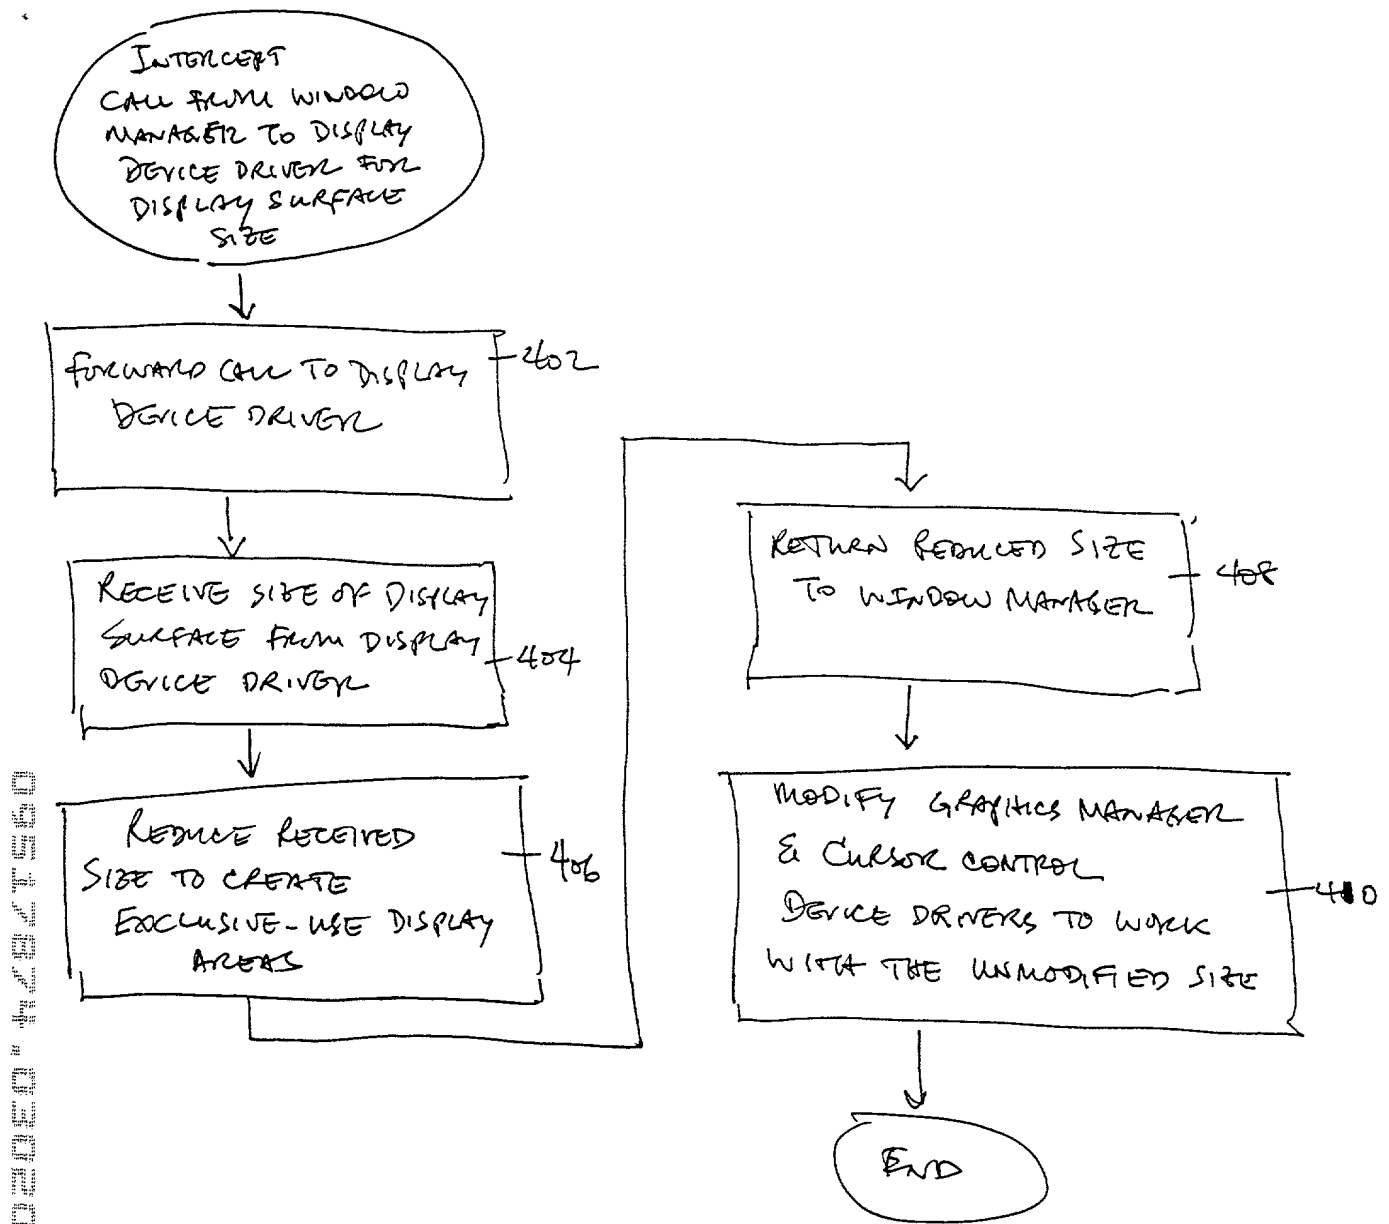 INTERCEPT
CALL FROM WINDOW
MANAGER TO DISPLAY
DEVICE DRIVER FOR
DISPLAY SURFACE
SIZE
FORWARD CALL TO DISPLAY
DEVICE DRIVER
402
RECEIVE SIZE OF DISPLAY
SURFACE FROM DISPLAY
DEVICE DRIVER
404
REDUCE RECEIVED
SIZE TO CREATE
EXCLUSIVE-USE DISPLAY
AREAS
406
RETURN REDUCED SIZE
TO WINDOW MANAGER
408
MODIFY GRAPHICS MANAGER
& CURSOR CONTROL
DEVICE DRIVERS TO WORK
WITH THE UNMODIFIED SIZE
410
END